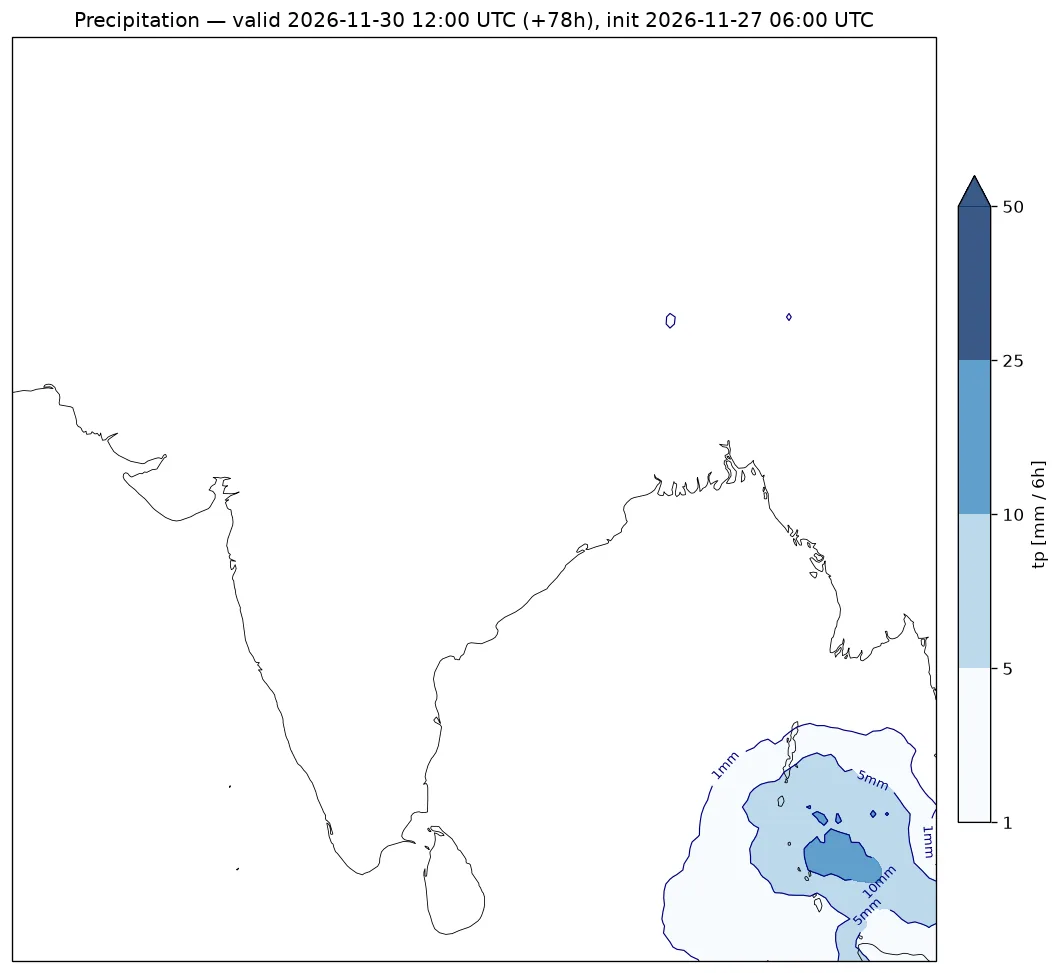 Precipitation — valid 2026-11-30 12:00 UTC (+78h), init 2026-11-27 06:00 UTC
50
25
10
5
1
tp [mm / 6h]
1mm
5mm
1mm
10mm
5mm